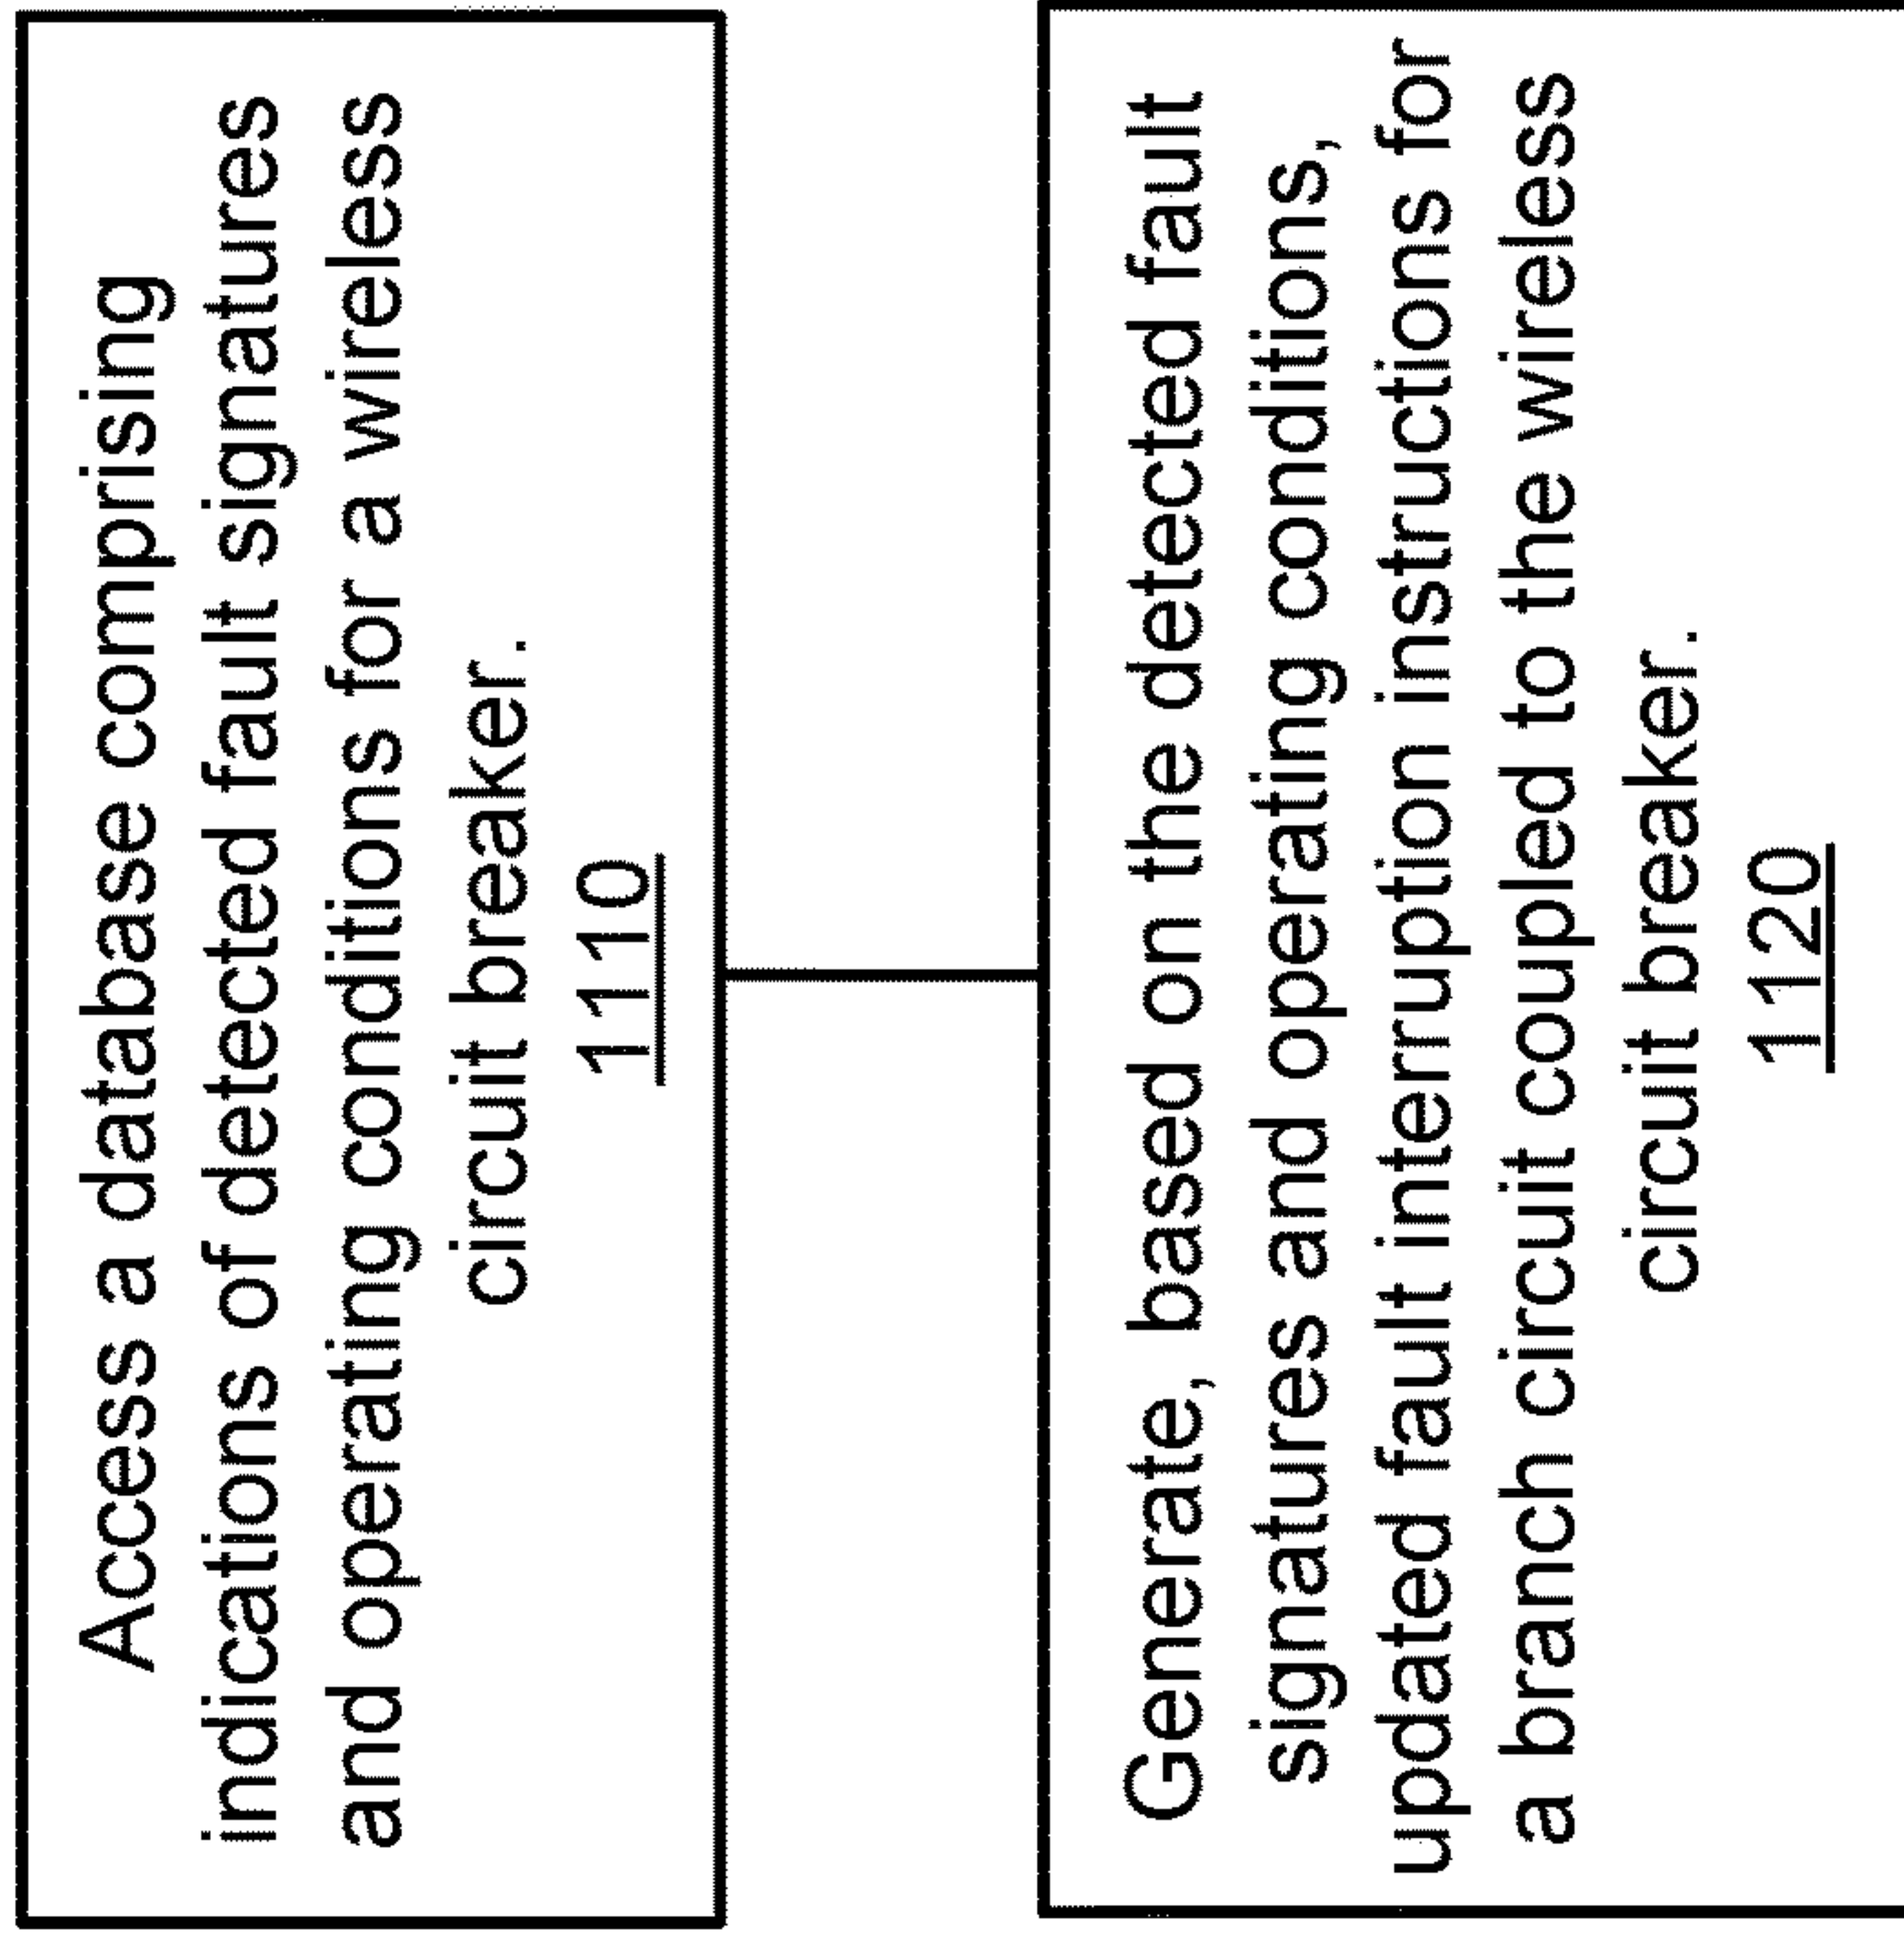 Access a database comprising
indications of detected fault signatures
and operating conditions for a wireless
circuit breaker.
1110
Generate, based on the detected fault
signatures and operating conditions,
updated fault interruption instructions for
a branch circuit coupled to the wireless
circuit breaker.
1120